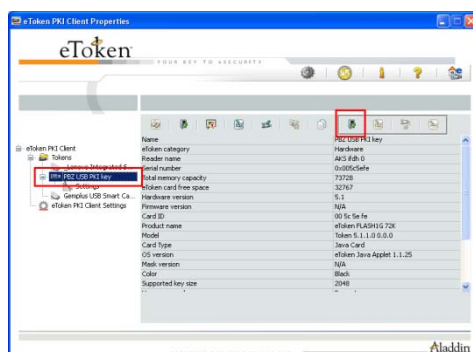 eToken PKI Client Properties
eToken
YOUR KEY TO eSECURITY
eToken PKI Client
Tokens
Lenovo Integrated S...
PBZ USB PKI key
Settings
Gemplus USB Smart Ca...
eToken PKI Client Settings
Name PBZ USB PKI key
eToken category Hardware
Reader name AKS ifdh 0
Serial number 0x005c5efe
Total memory capacity 73728
eToken card free space 32767
Hardware version 5.1
Firmware version N/A
Card ID 00 5c 5e fe
Product name eToken FLASH1G 72K
Model Token 5.1.1.0 0.0.0
Card Type Java Card
OS version eToken Java Applet 1.1.25
Mask version N/A
Color Black
Supported key size 2048
Aladdin